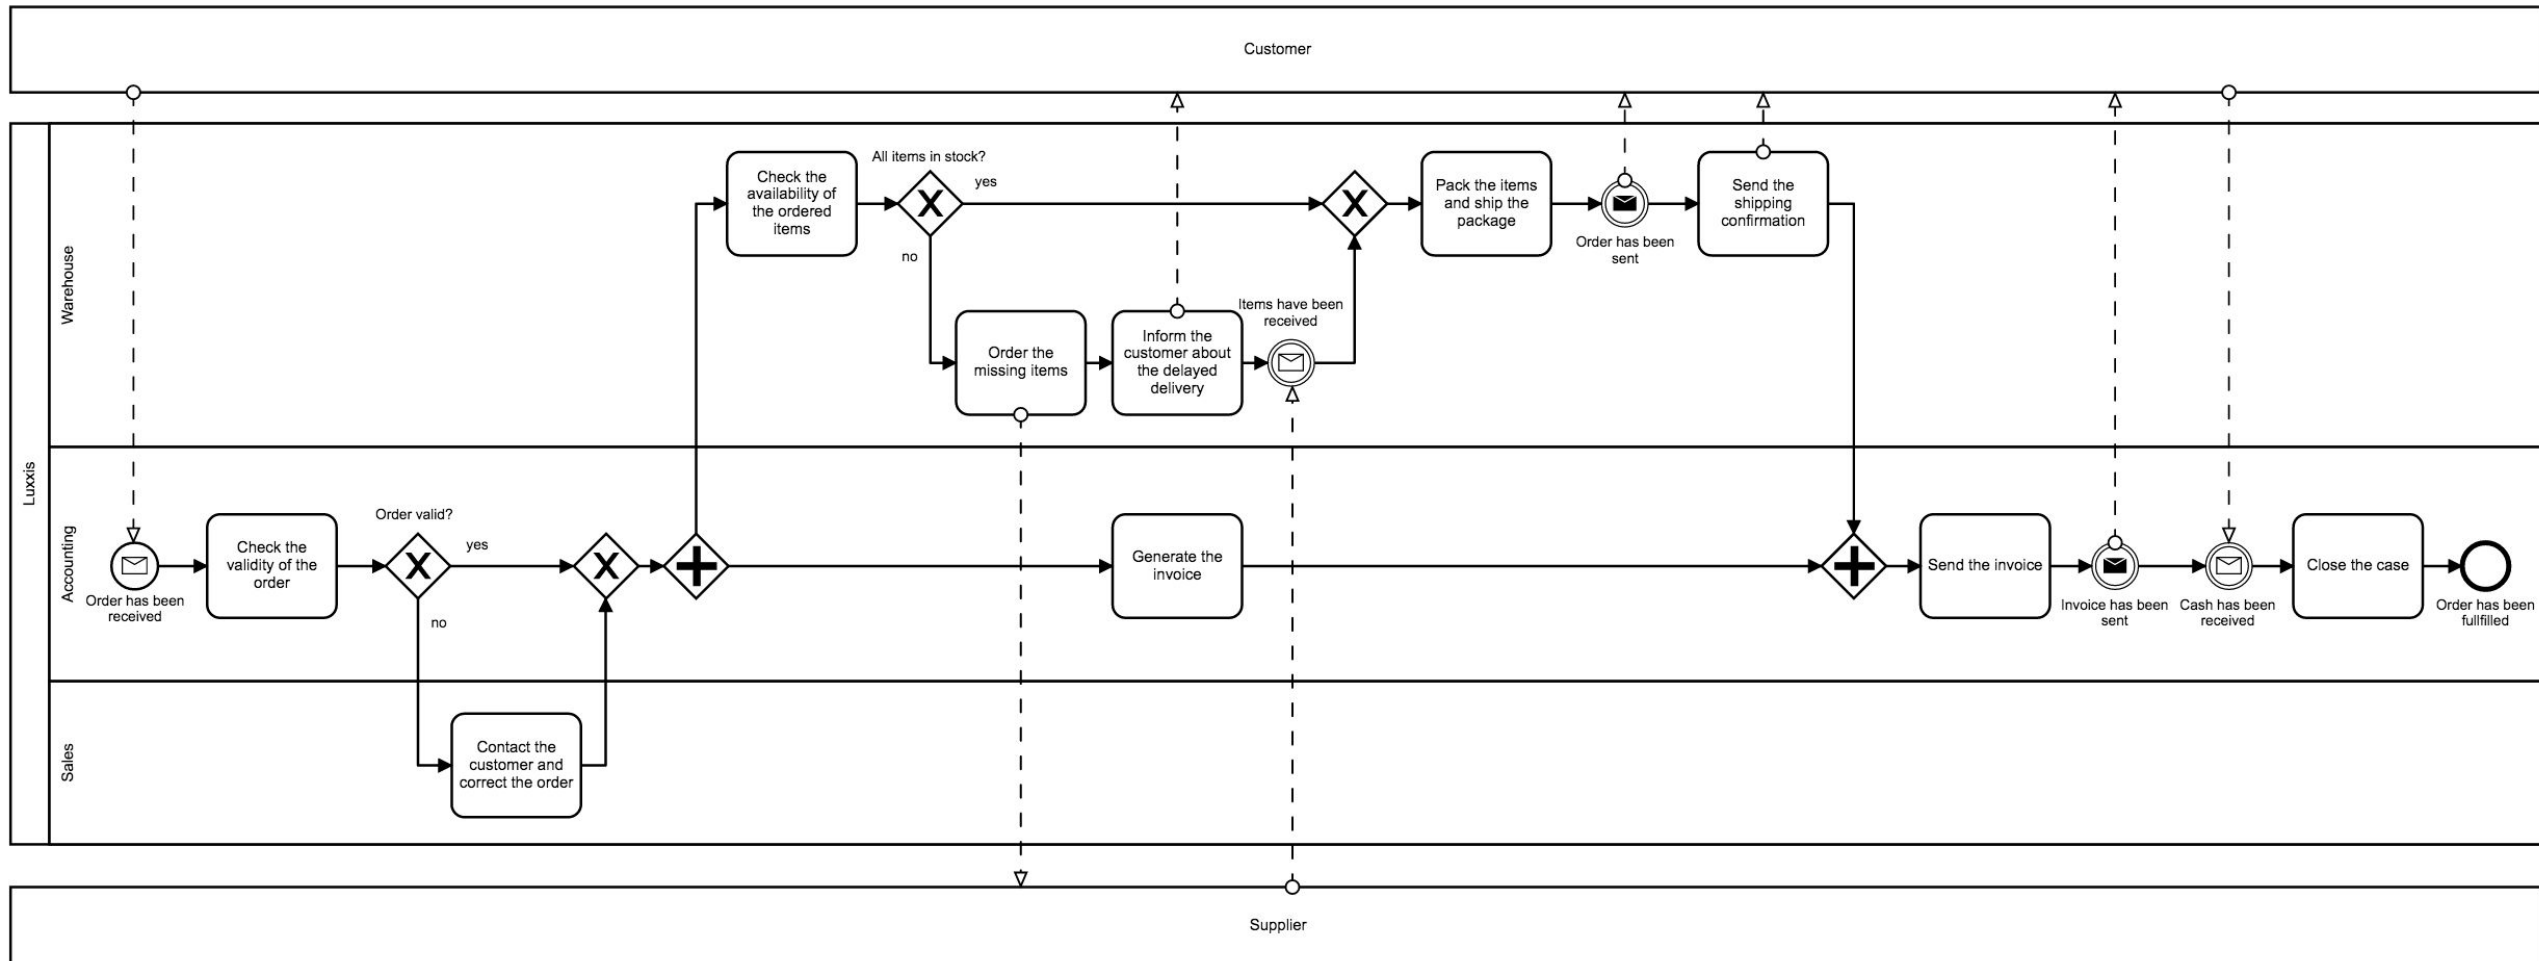 Customer
Luxxis
Warehouse
Check the
availability of
the ordered
items
All items in stock?
yes
no
Order the
missing items
Inform the
customer about
the delayed
delivery
Items have been
received
Pack the items
and ship the
package
Order has been
sent
Send the
shipping
confirmation
Accounting
Order has been
received
Check the
validity of the
order
Order valid?
yes
no
Generate the
invoice
Send the invoice
Invoice has been
sent
Cash has been
received
Close the case
Order has been
fullfilled
Sales
Contact the
customer and
correct the order
Supplier